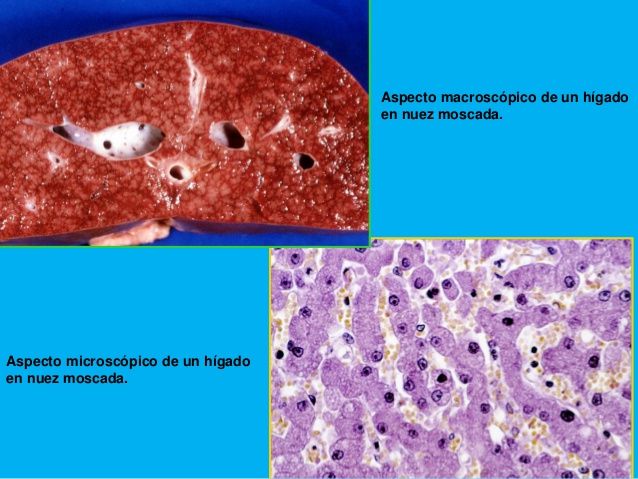 Aspecto macroscópico de un hígado
en nuez moscada.
Aspecto microscópico de un hígado
en nuez moscada.